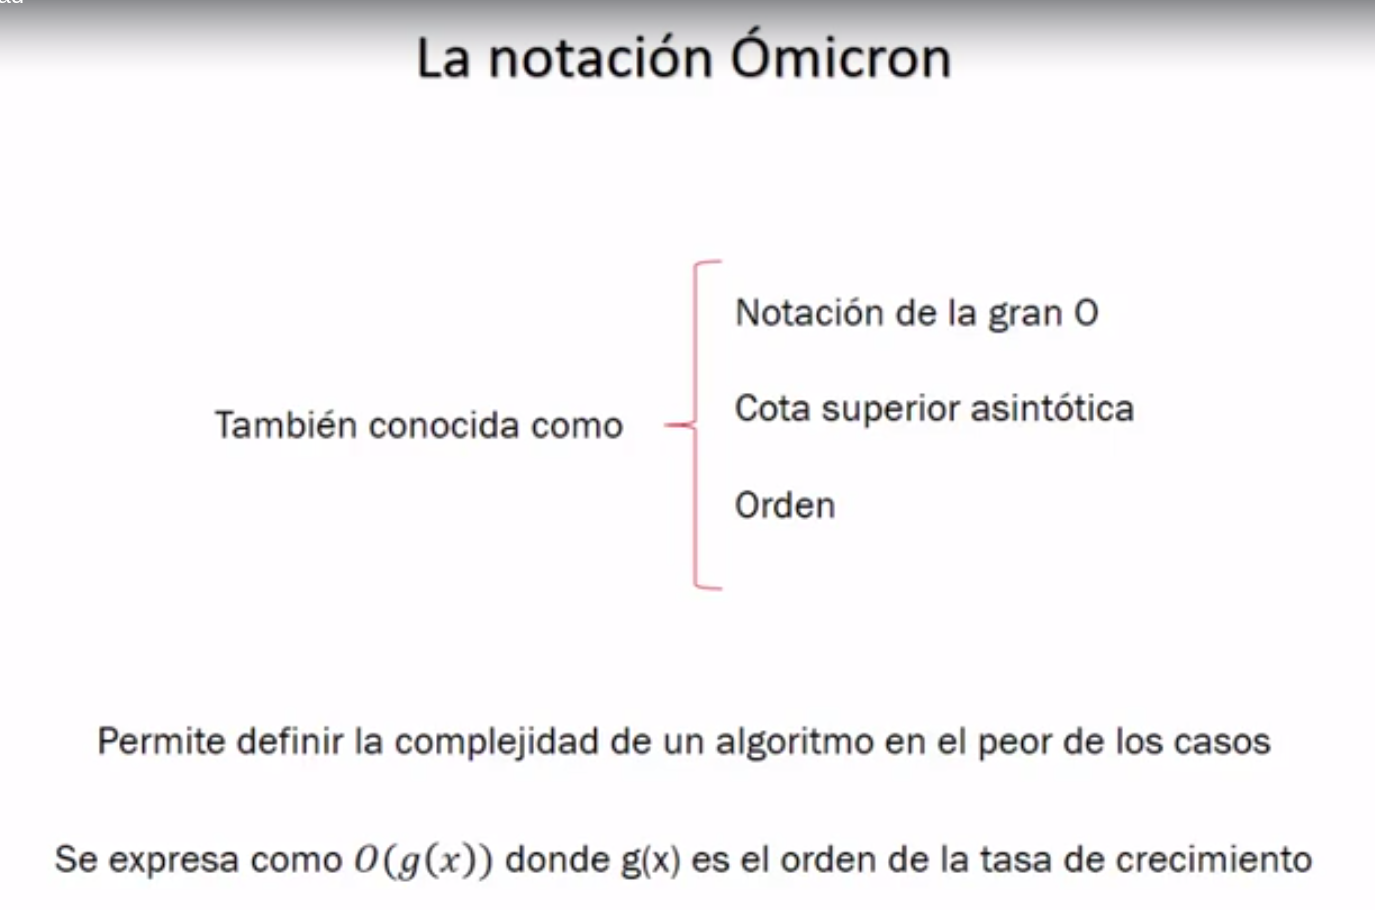 La notación Ómicron
También conocida como
Notación de la gran O
Cota superior asintótica
Orden
Permite definir la complejidad de un algoritmo en el peor de los casos
Se expresa como O(g(x)) donde g(x) es el orden de la tasa de crecimiento